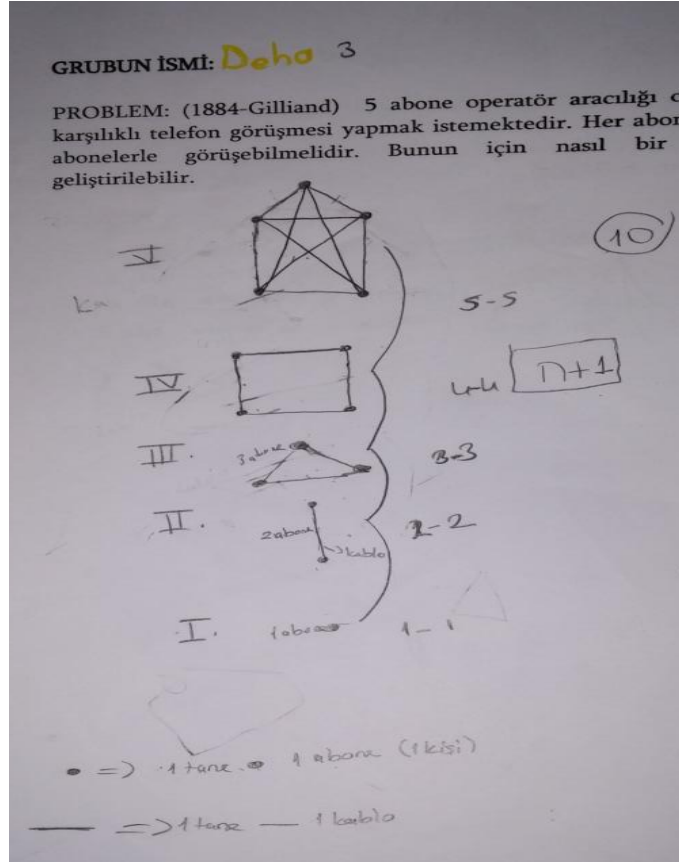 GRUBUN İSMİ: Deha 3
PROBLEM: (1884-Gilliand) 5 abone operatör aracılığı
karşılıklı telefon görüşmesi yapmak istemektedir. Her
abonelerle görüşebilmelidir. Bunun için nasıl bir
geliştirilebilir.
V 10
5-5
IV 4-4 n+1
III. 3 abone 3-3
II. 2 abone kablo 2-2
I. 1 abone 1-1
• => 1 tane • 1 abone (1 kişi)
— => 1 tane — 1 kablo